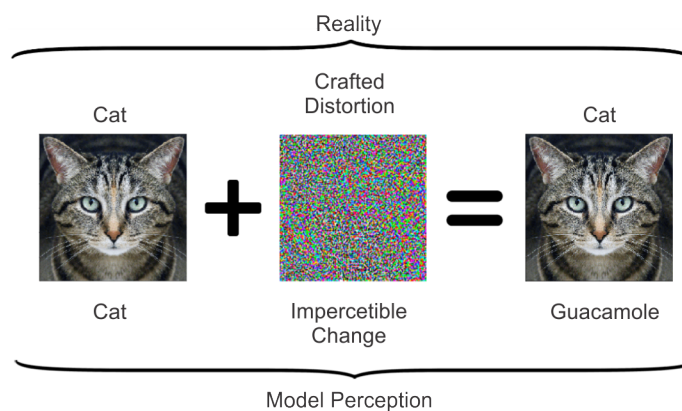 Reality
Crafted
Distortion
Cat
Cat
Cat
Impercetible
Change
Guacamole
Model Perception